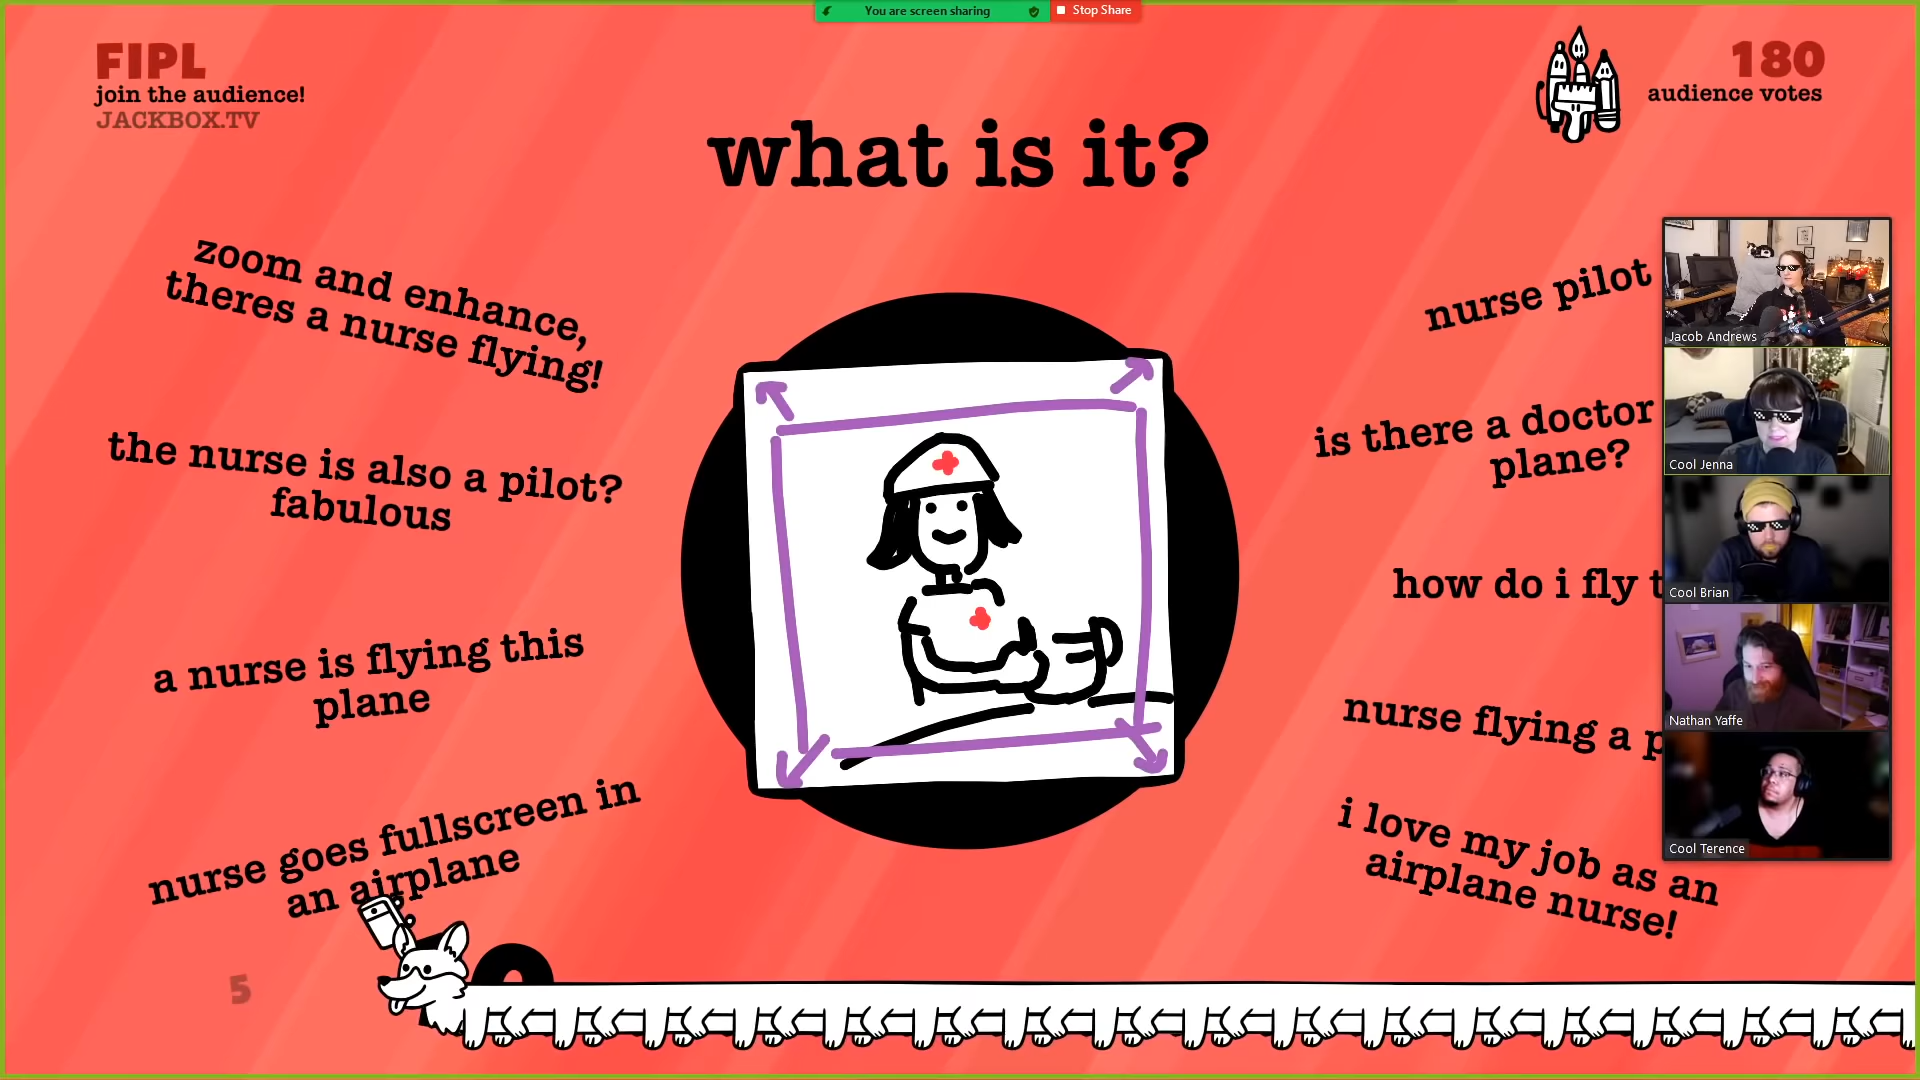 You are screen sharing
Stop Share
FIPL
join the audience!
JACKBOX.TV
180
audience votes
what is it?
zoom and enhance,
theres a nurse flying!
the nurse is also a pilot?
fabulous
a nurse is flying this
plane
nurse goes fullscreen in
an airplane
nurse pilot
is there a doctor
plane?
how do i fly
nurse flying a
i love my job as an
airplane nurse!
Jacob Andrews
Cool Jenna
Cool Brian
Nathan Yaffe
Cool Terence
5